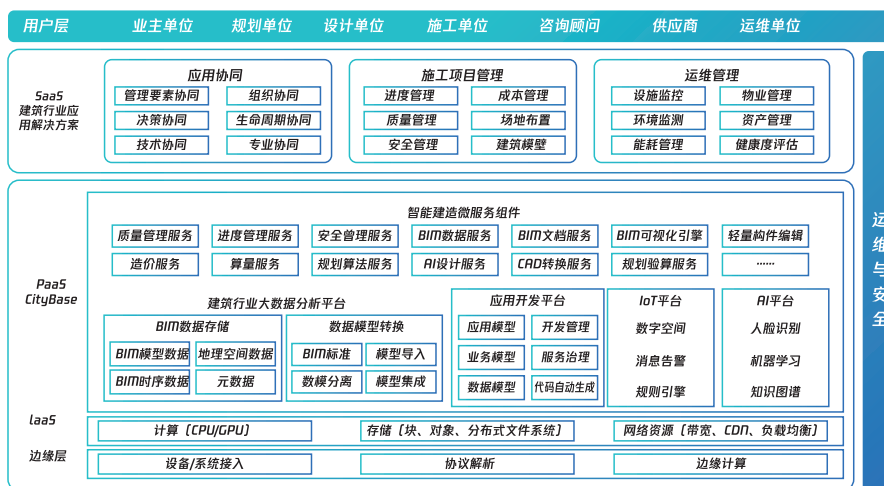 用户层 业主单位 规划单位 设计单位 施工单位 咨询顾问 供应商 运维单位
SaaS
建筑行业应
用解决方案
应用协同
管理要素协同 组织协同
决策协同 生命周期协同
技术协同 专业协同
施工项目管理
进度管理 成本管理
质量管理 场地布置
安全管理 建筑模壁
运维管理
设施监控 物业管理
环境监测 资产管理
能耗管理 健康度评估
PaaS
CityBase
智能建造微服务组件
质量管理服务 进度管理服务 安全管理服务 BIM数据服务 BIM文档服务 BIM可视化引擎 轻量构件编辑
造价服务 算量服务 规划算法服务 AI设计服务 CAD转换服务 规划验算服务 ……
建筑行业大数据分析平台
BIM数据存储
BIM模型数据 地理空间数据
BIM时序数据 元数据
数据模型转换
BIM标准 模型导入
数模分离 模型集成
应用开发平台
应用模型 开发管理
业务模型 服务治理
数据模型 代码自动生成
IoT平台
数字空间
消息告警
规则引擎
AI平台
人脸识别
机器学习
知识图谱
laaS
计算（CPU/GPU） 存储（块、对象、分布式文件系统） 网络资源（带宽、CDN、负载均衡）
边缘层
设备/系统接入 协议解析 边缘计算
运
维
与
安
全